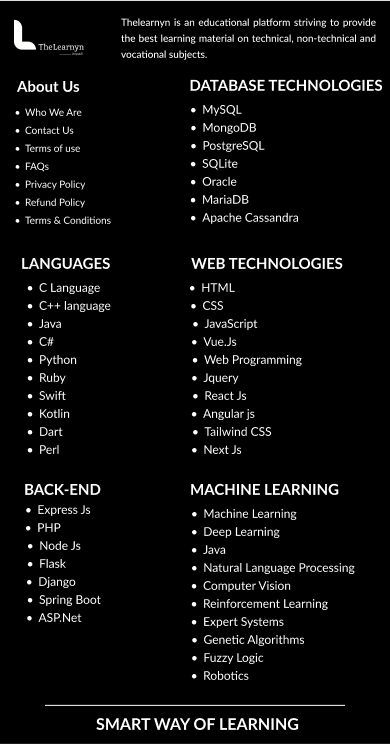 TheLearnyn
Thelearnyn is an educational platform striving to provide
the best learning material on technical, non-technical and
vocational subjects.
About Us
Who We Are
Contact Us
Terms of use
FAQs
Privacy Policy
Refund Policy
Terms & Conditions
DATABASE TECHNOLOGIES
MySQL
MongoDB
PostgreSQL
SQLite
Oracle
MariaDB
Apache Cassandra
LANGUAGES
C Language
C++ language
Java
C#
Python
Ruby
Swift
Kotlin
Dart
Perl
WEB TECHNOLOGIES
HTML
CSS
JavaScript
Vue.Js
Web Programming
Jquery
React Js
Angular js
Tailwind CSS
Next Js
BACK-END
Express Js
PHP
Node Js
Flask
Django
Spring Boot
ASP.Net
MACHINE LEARNING
Machine Learning
Deep Learning
Java
Natural Language Processing
Computer Vision
Reinforcement Learning
Expert Systems
Genetic Algorithms
Fuzzy Logic
Robotics
SMART WAY OF LEARNING